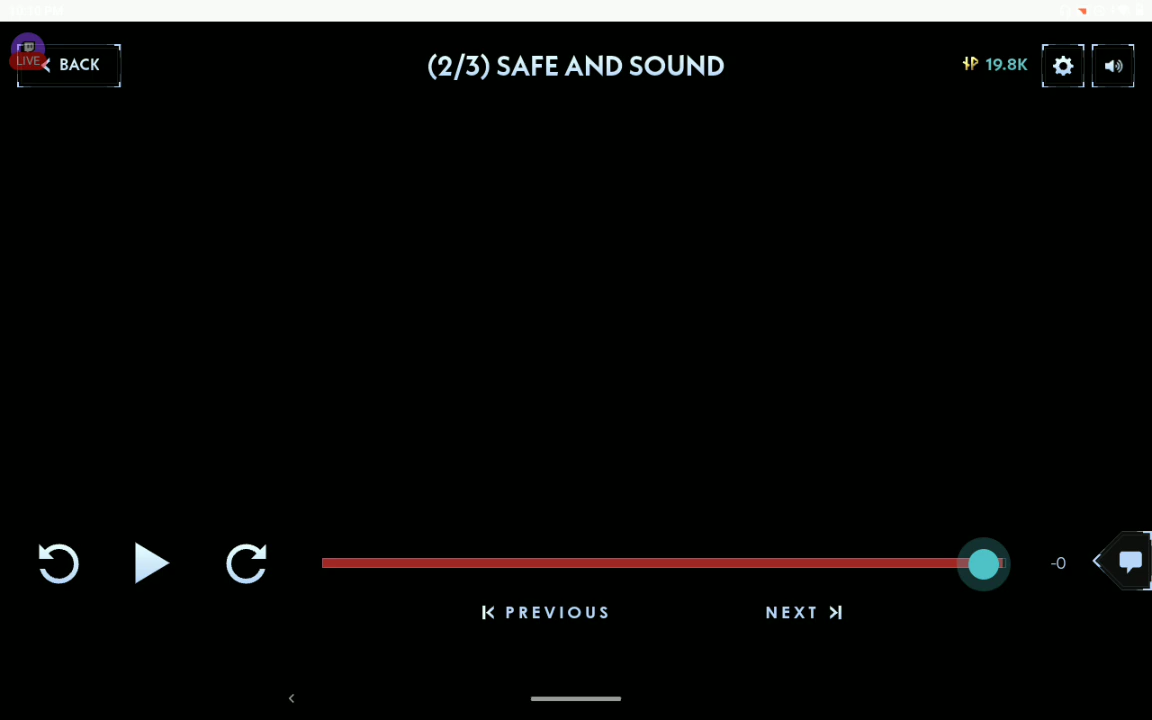 LIVE
BACK
(2/3) SAFE AND SOUND
19.8K
-0
PREVIOUS
NEXT